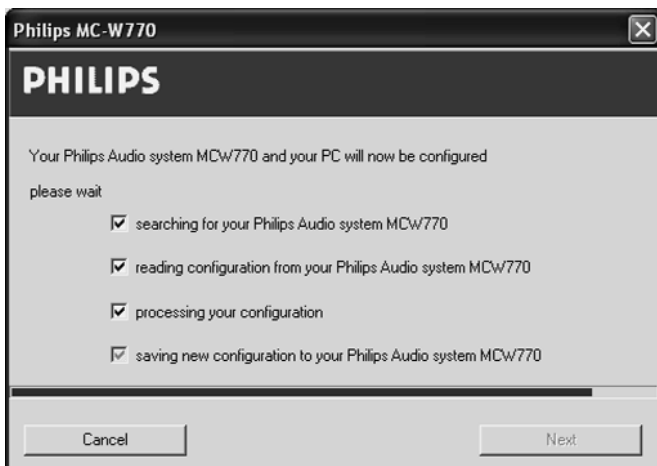 Philips MC-W770
PHILIPS
Your Philips Audio system MCW770 and your PC will now be configured
please wait
searching for your Philips Audio system MCW770
reading configuration from your Philips Audio system MCW770
processing your configuration
saving new configuration to your Philips Audio system MCW770
Cancel
Next